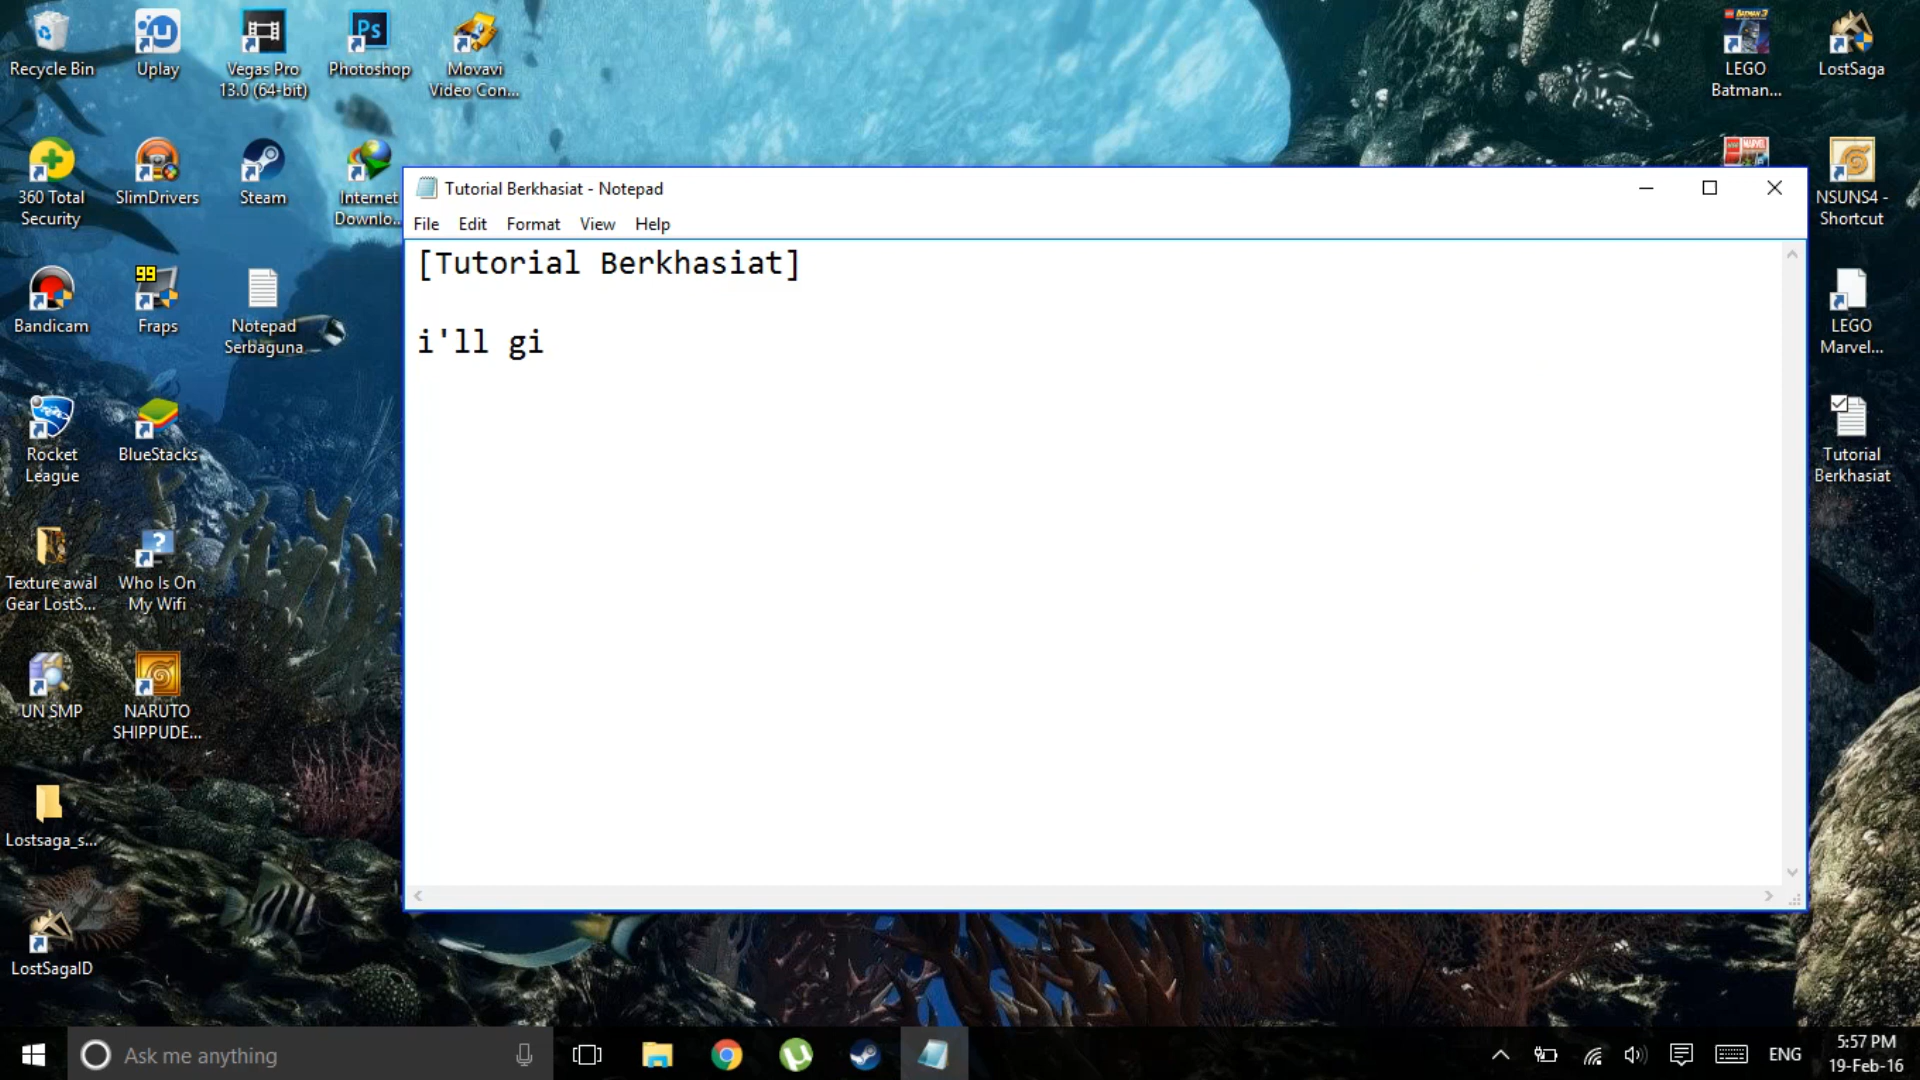 Recycle Bin
Uplay
Vegas Pro
13.0 (64-bit)
Ps
Photoshop
Movavi
Video Con...
LEGO
Batman...
LostSaga
360 Total
Security
SlimDrivers
Steam
Internet
Downlo...
NSUNS4 -
Shortcut
Tutorial Berkhasiat - Notepad
File Edit Format View Help
[Tutorial Berkhasiat]
i'll gi
Bandicam
99
Fraps
Notepad
Serbaguna
LEGO
Marvel...
Rocket
League
BlueStacks
Tutorial
Berkhasiat
Texture awal
Gear LostS...
Who Is On
My Wifi
UN SMP
NARUTO
SHIPPUDE...
Lostsaga_s...
LostSagaID
Ask me anything
ENG
5:57 PM
19-Feb-16